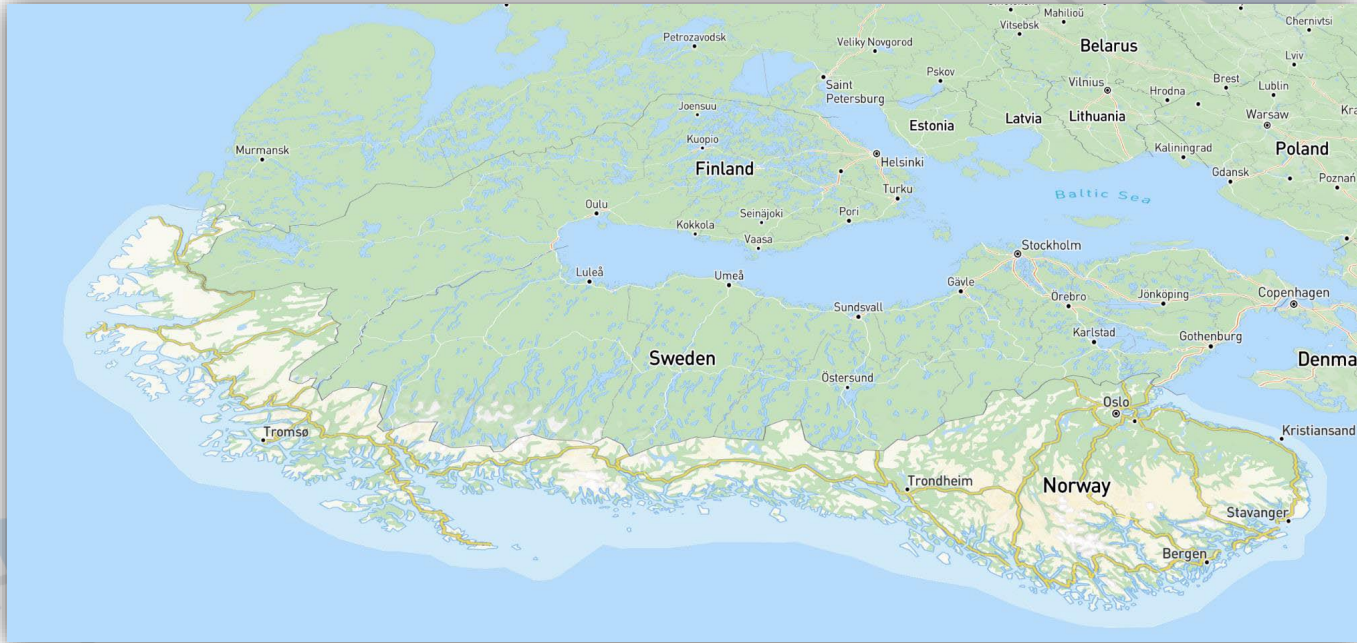 Mahilioŭ
Vitsebsk
Chernivtsi
Petrozavodsk
Veliky Novgorod
Belarus
Lviv
Pskov
Vilnius
Brest
Saint
Petersburg
Hrodna
Lublin
Joensuu
Estonia
Latvia
Lithuania
Warsaw
Murmansk
Kuopio
Finland
Helsinki
Kaliningrad
Poland
Gdansk
Turku
Poznań
Baltic Sea
Oulu
Kokkola
Seinäjoki
Pori
Vaasa
Stockholm
Luleå
Umeå
Gävle
Örebro
Jönköping
Copenhagen
Sundsvall
Karlstad
Gothenburg
Sweden
Denma
Östersund
Oslo
Tromsø
Kristiansand
Trondheim
Norway
Stavanger
Bergen